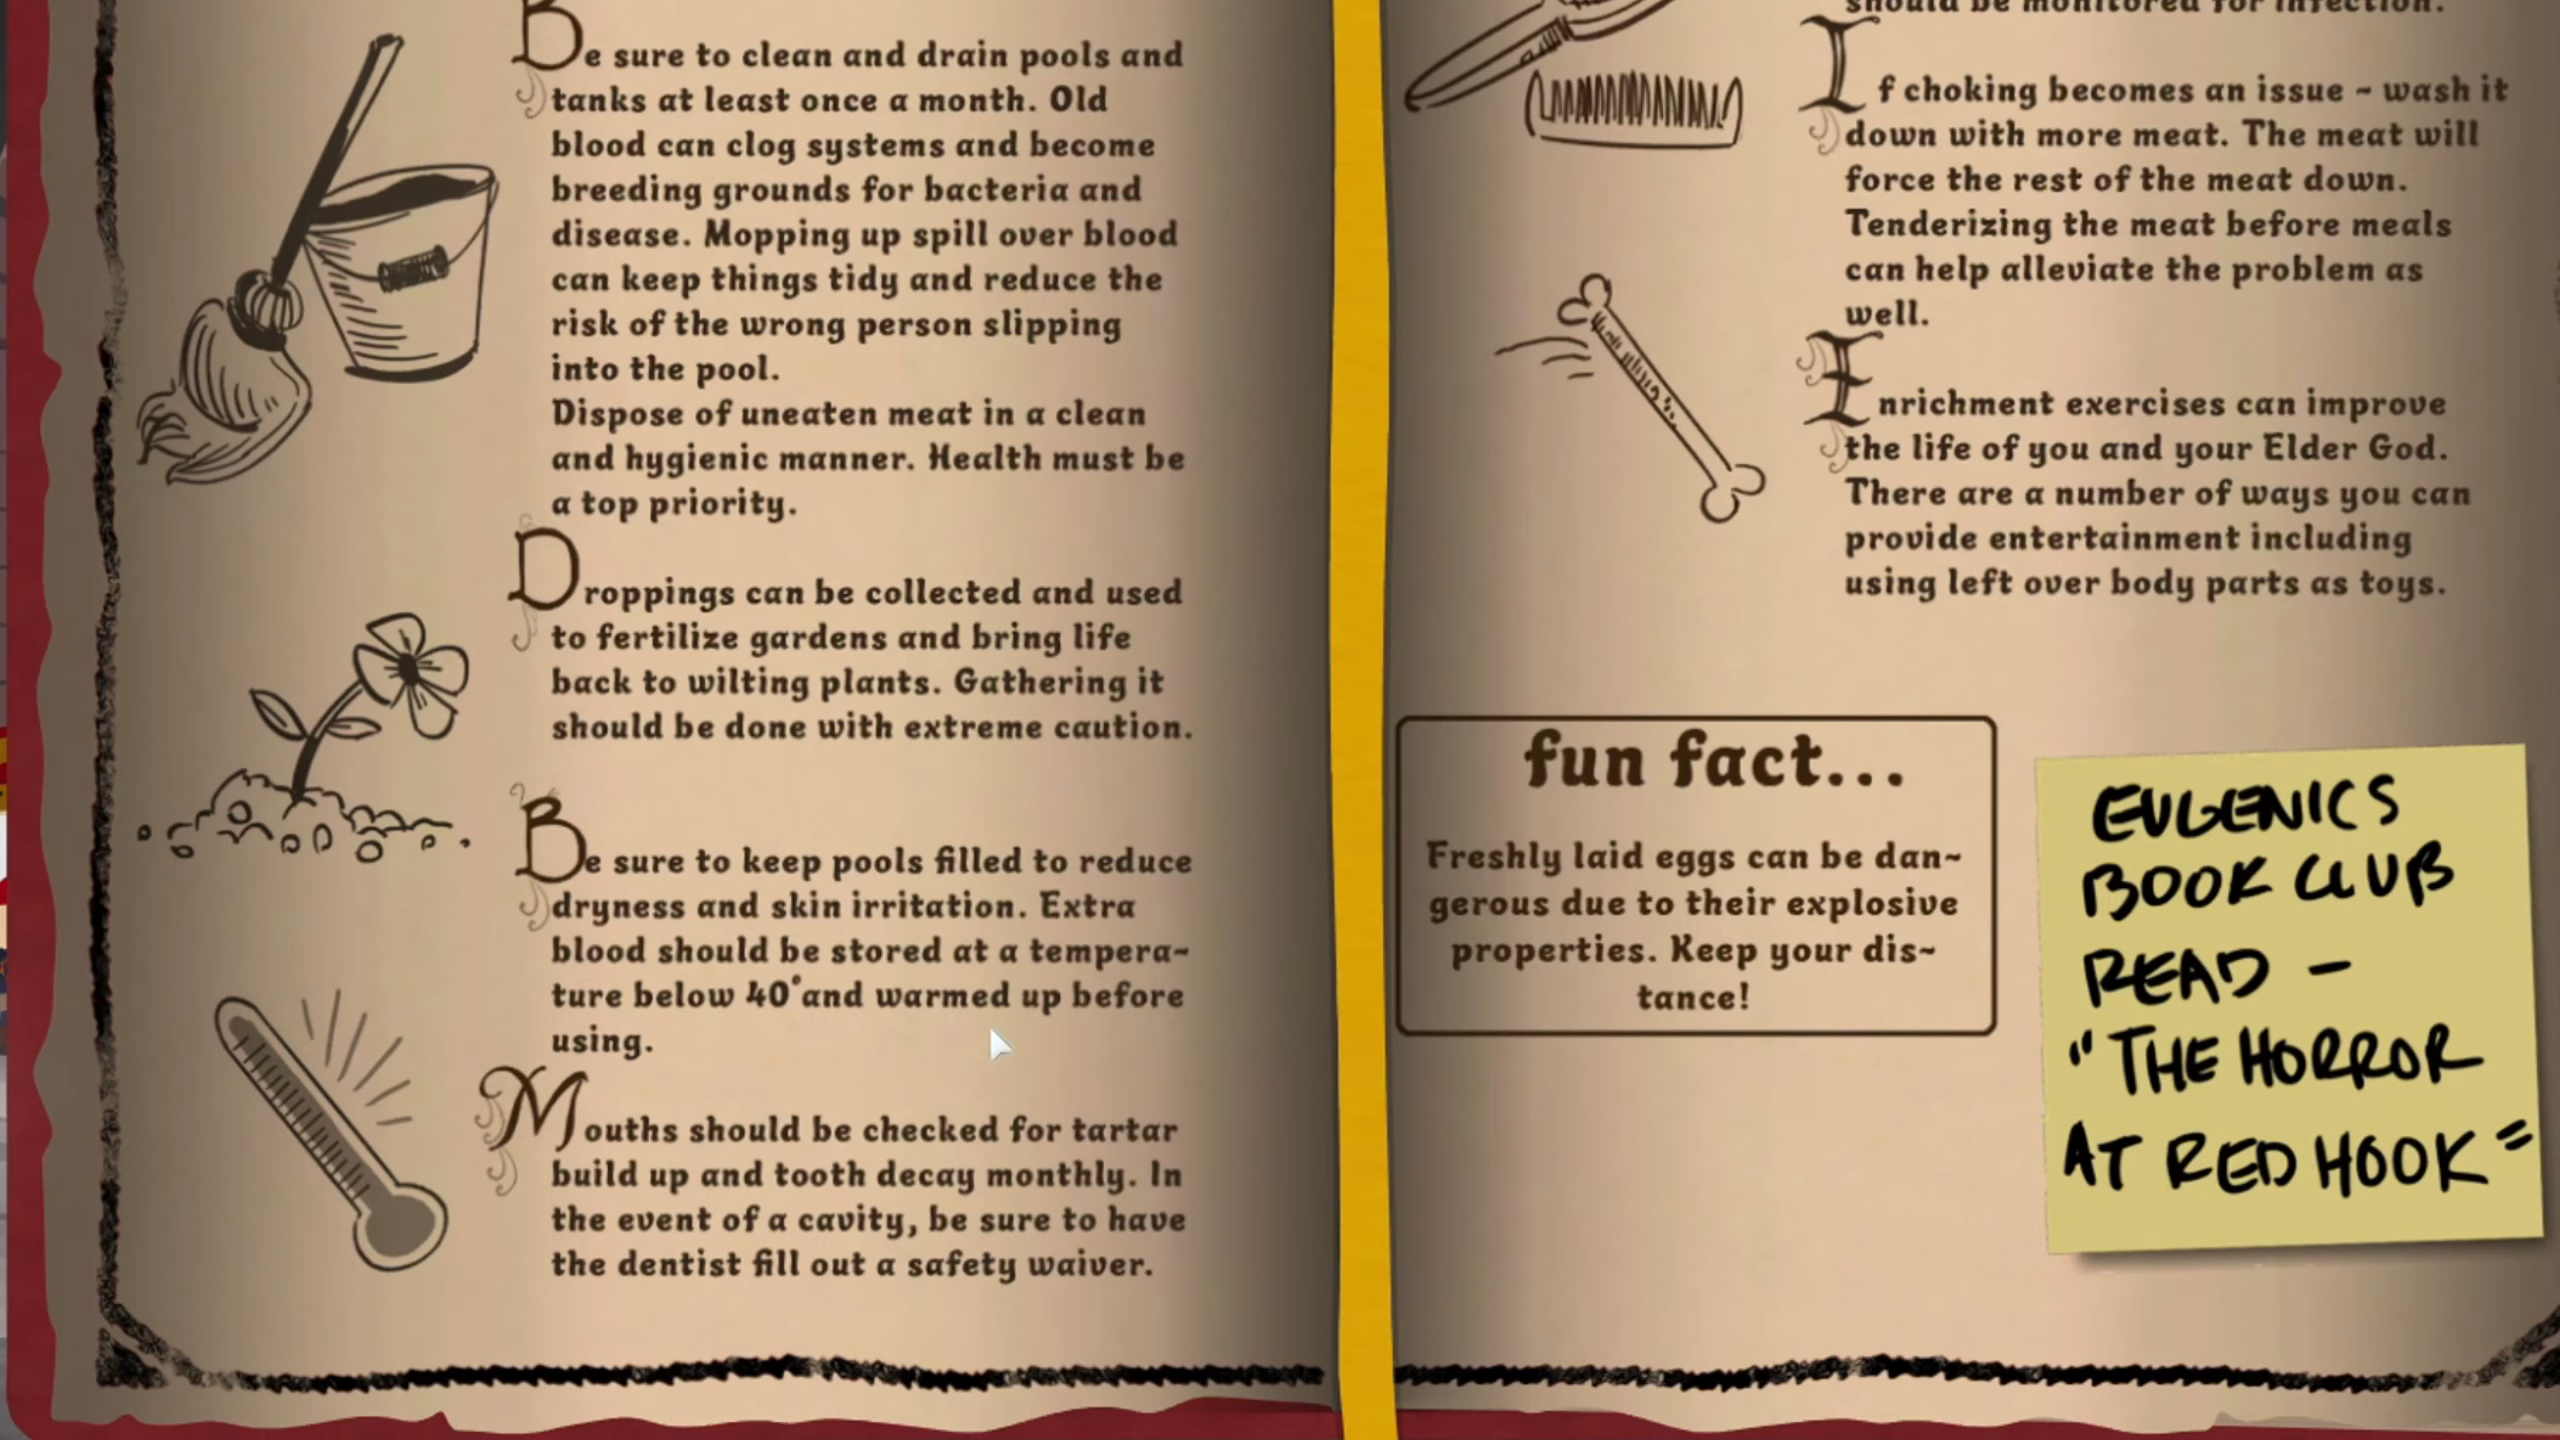 Be sure to clean and drain pools and
tanks at least once a month. Old
blood can clog systems and become
breeding grounds for bacteria and
disease. Mopping up spill over blood
can keep things tidy and reduce the
risk of the wrong person slipping
into the pool.
Dispose of uneaten meat in a clean
and hygienic manner. Health must be
a top priority.
Droppings can be collected and used
to fertilize gardens and bring life
back to wilting plants. Gathering it
should be done with extreme caution.
Be sure to keep pools filled to reduce
dryness and skin irritation. Extra
blood should be stored at a tempera~
ture below 40° and warmed up before
using.
Mouths should be checked for tartar
build up and tooth decay monthly. In
the event of a cavity, be sure to have
the dentist fill out a safety waiver.
should be monitored for infection.
If choking becomes an issue ~ wash it
down with more meat. The meat will
force the rest of the meat down.
Tenderizing the meat before meals
can help alleviate the problem as
well.
Enrichment exercises can improve
the life of you and your Elder God.
There are a number of ways you can
provide entertainment including
using left over body parts as toys.
fun fact...
Freshly laid eggs can be dan~
gerous due to their explosive
properties. Keep your dis~
tance!
EUGENICS
BOOK CLUB
READ –
"THE HORROR
AT RED HOOK"